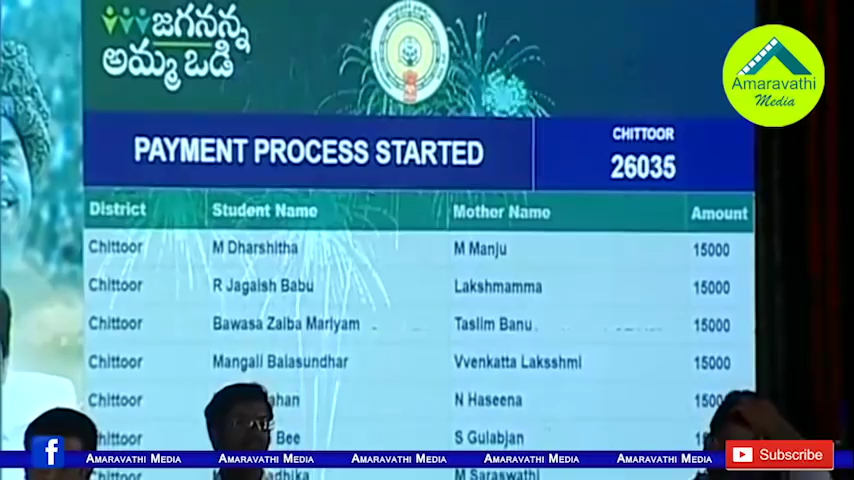 జగనన్న
అమ్మ ఒడి
Amaravathi
Media
PAYMENT PROCESS STARTED
CHITTOOR
26035
District Student Name Mother Name Amount
Chittoor M Dharshitha M Manju 15000
Chittoor R Jagaish Babu Lakshmamma 15000
Chittoor Bawasa Zaiba Mariyam Taslim Banu 15000
Chittoor Mangali Balasundhar Vvenkatta Laksshmi 15000
Chittoor N Haseena
Chittoor Bee S Gulabjan
Chittoor M Saraswathi
f Amaravathi Media Amaravathi Media Amaravathi Media Amaravathi Media Amaravathi Media
Subscribe